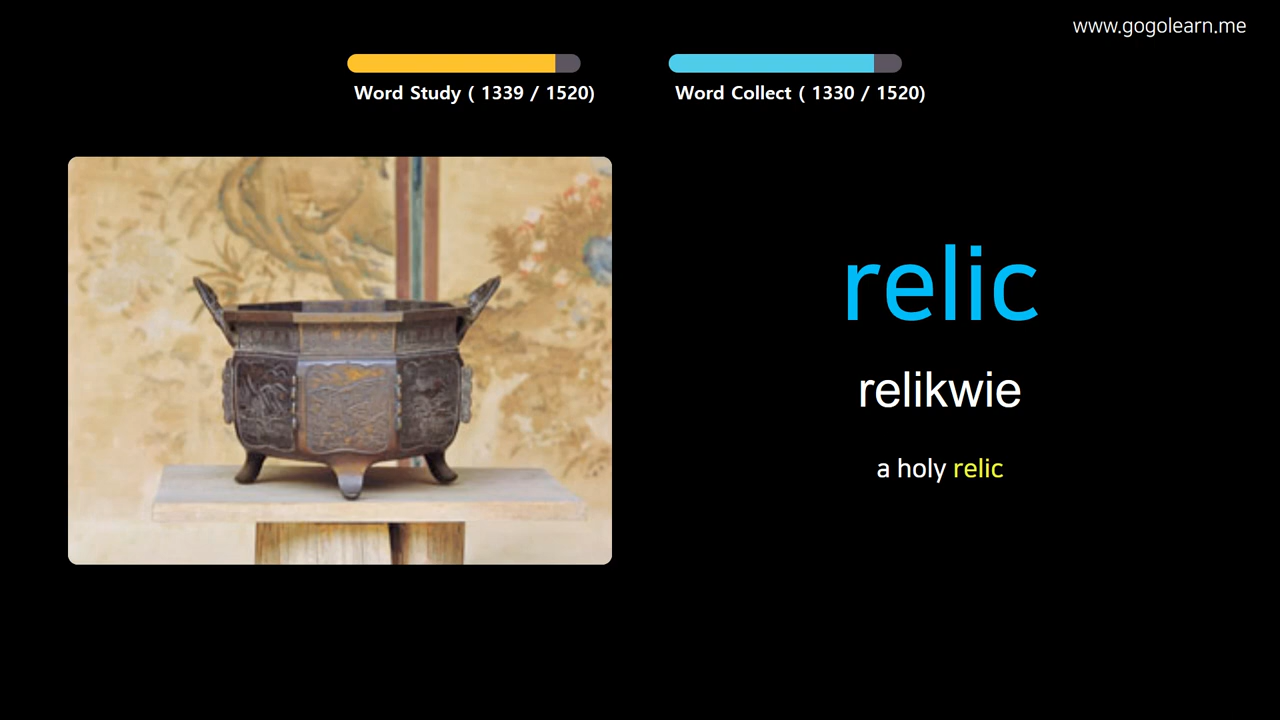 www.gogolearn.me
Word Study ( 1339 / 1520)
Word Collect ( 1330 / 1520)
relic
relikwie
a holy relic